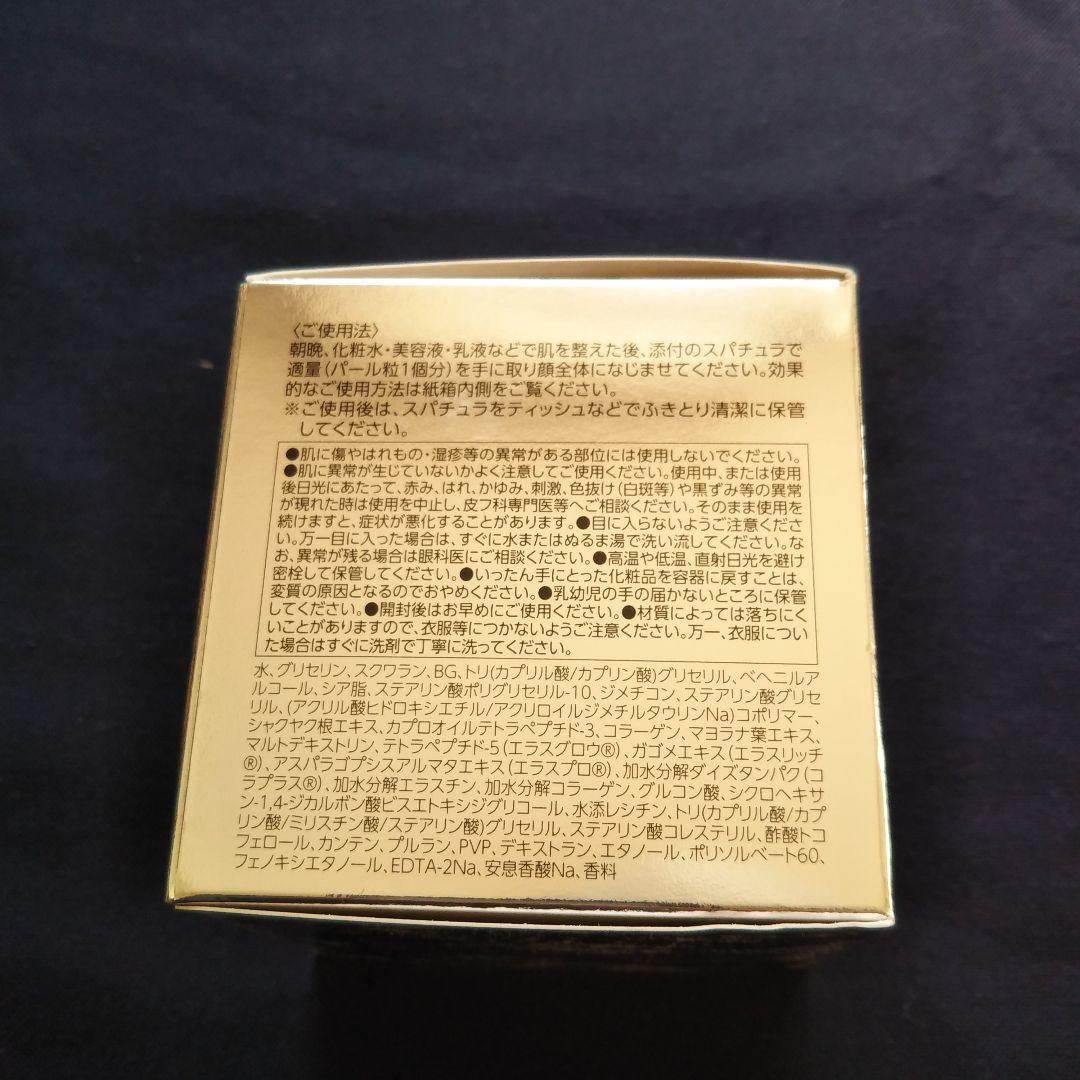 〈ご使用法〉
朝晩、化粧水・美容液・乳液などで肌を整えた後、添付のスパチュラで
適量（パール粒1個分）を手に取り顔全体になじませてください。効果
的なご使用方法は紙箱内側をご覧ください。
※ご使用後は、スパチュラをティッシュなどでふきとり清潔に保管
してください。
●肌に傷やはれもの・湿疹等の異常がある部位には使用しないでください。
●肌に異常が生じていないかよく注意してご使用ください。使用中、または使用
後日光にあたって、赤み、はれ、かゆみ、刺激、色抜け（白斑等）や黒ずみ等の異常
が現れた時は使用を中止し、皮フ科専門医等へご相談ください。そのまま使用を
続けますと、症状が悪化することがあります。●目に入らないようご注意くださ
い。万一目に入った場合は、すぐに水またはぬるま湯で洗い流してください。な
お、異常が残る場合は眼科医にご相談ください。●高温や低温、直射日光を避け
密栓して保管してください。●いったん手にとった化粧品を容器に戻すことは、
変質の原因となるのでおやめください。●乳幼児の手の届かないところに保管
してください。●開封後はお早めにご使用ください。●材質によっては落ちにく
いことがありますので、衣服等につかないようご注意ください。万一、衣服につい
た場合はすぐに洗剤で丁寧に洗ってください。
水、グリセリン、スクワラン、BG、トリ(カプリル酸/カプリン酸)グリセリル、ベヘニルア
ルコール、シア脂、ステアリン酸ポリグリセリル-10、ジメチコン、ステアリン酸グリセ
リル、(アクリル酸ヒドロキシエチル/アクリロイルジメチルタウリンNa)コポリマー、
シャクヤク根エキス、カプロオイルテトラペプチド-3、コラーゲン、マヨラナ葉エキス、
マルトデキストリン、テトラペプチド-5（エラスグロウ®）、ガゴメエキス（エラスリッチ
®）、アスパラゴプシスアルマタエキス（エラスプロ®）、加水分解ダイズタンパク（コ
ラプラス®）、加水分解エラスチン、加水分解コラーゲン、グルコン酸、シクロヘキサ
ン-1,4-ジカルボン酸ビスエトキシジグリコール、水添レシチン、トリ(カプリル酸/カプ
リン酸/ミリスチン酸/ステアリン酸)グリセリル、ステアリン酸コレステリル、酢酸トコ
フェロール、カンテン、プルラン、PVP、デキストラン、エタノール、ポリソルベート60、
フェノキシエタノール、EDTA-2Na、安息香酸Na、香料